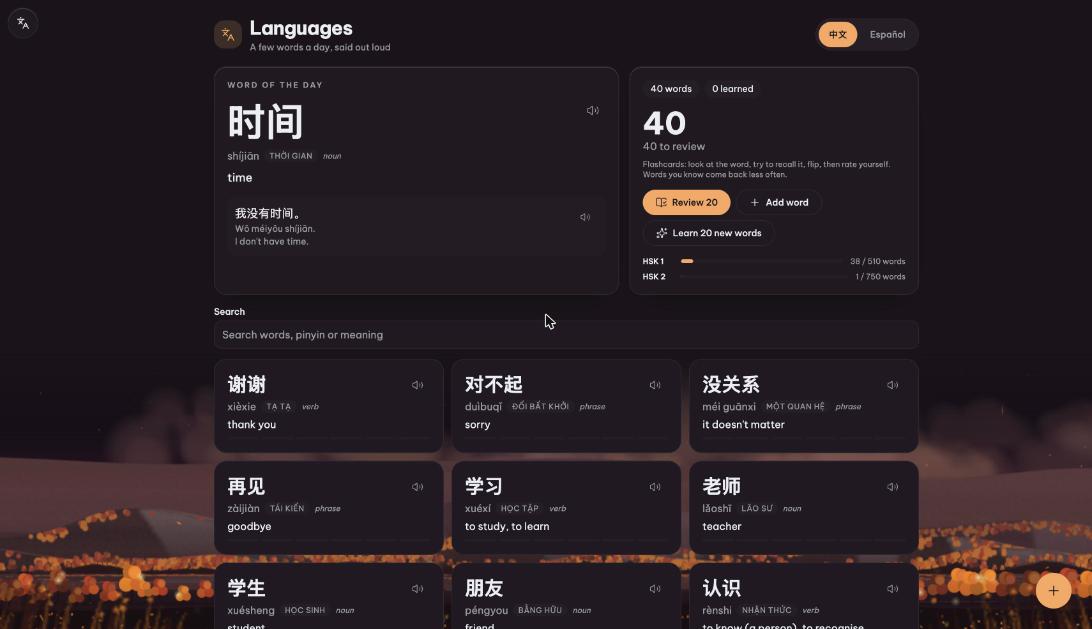 Languages
A few words a day, said out loud
中文
Español
WORD OF THE DAY
时间
shíjiān THỜI GIAN noun
time
我没有时间。
Wǒ méiyǒu shíjiān.
I don't have time.
40 words 0 learned
40
40 to review
Flashcards: look at the word, try to recall it, flip, then rate yourself.
Words you know come back less often.
Review 20
+ Add word
Learn 20 new words
HSK 1 38 / 510 words
HSK 2 1 / 750 words
Search
Search words, pinyin or meaning
谢谢
xièxie TẠ TẠ verb
thank you
对不起
duìbuqǐ ĐỐI BẤT KHỞI phrase
sorry
没关系
méi guānxi MỘT QUAN HỆ phrase
it doesn't matter
再见
zàijiàn TÁI KIẾN phrase
goodbye
学习
xuéxí HỌC TẬP verb
to study, to learn
老师
lǎoshī LÃO SƯ noun
teacher
学生
xuésheng HỌC SINH noun
student
朋友
péngyou BẰNG HỮU noun
friend
认识
rènshi NHẬN THỨC verb
to know (a person), to recognise
+